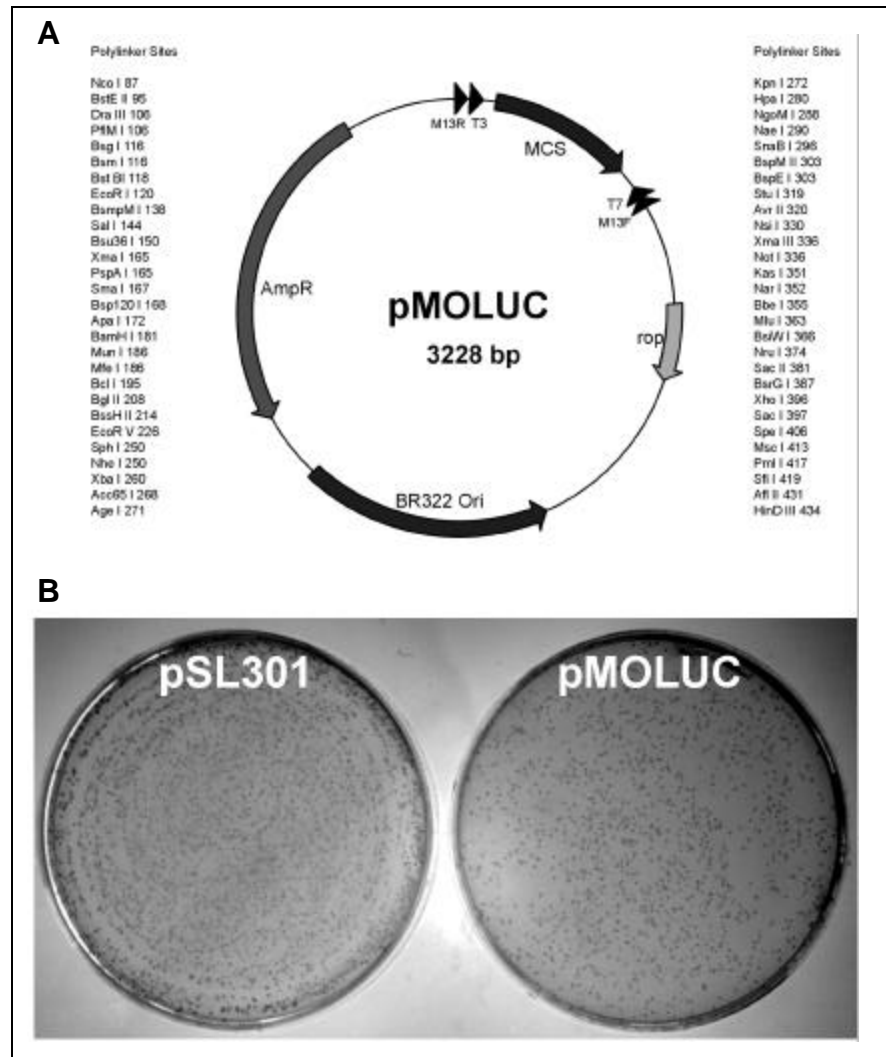 A
Polylinker Sites
Nco I 87
BstE II 95
Dra III 106
PflM I 106
Bsg I 116
Bsm I 116
Bst BI 118
EcoR I 120
BsmpM I 138
Sal I 144
Bsu36 I 150
Xma I 165
PspA I 165
Sma I 167
Bsp120 I 168
Apa I 172
BamH I 181
Mun I 186
Mfe I 186
Bcl I 195
Bgl II 208
BssH II 214
EcoR V 226
Sph I 250
Nhe I 250
Xba I 260
Acc65 I 268
Age I 271
M13R T3
MCS
T7
M13F
AmpR
pMOLUC
3228 bp
rop
BR322 Ori
Polylinker Sites
Kpn I 272
Hpa I 280
NgoM I 288
Nae I 290
SnaB I 296
BspM II 303
BspE I 303
Stu I 319
Avr II 320
Nsi I 330
Xma III 336
Not I 336
Kas I 351
Nar I 352
Bbe I 355
Mlu I 363
BsiW I 366
Nru I 374
Sac II 381
BsrG I 387
Xho I 396
Sac I 397
Spe I 406
Msc I 413
Pml I 417
Sfi I 419
Afl II 431
HinD III 434
B
pSL301
pMOLUC